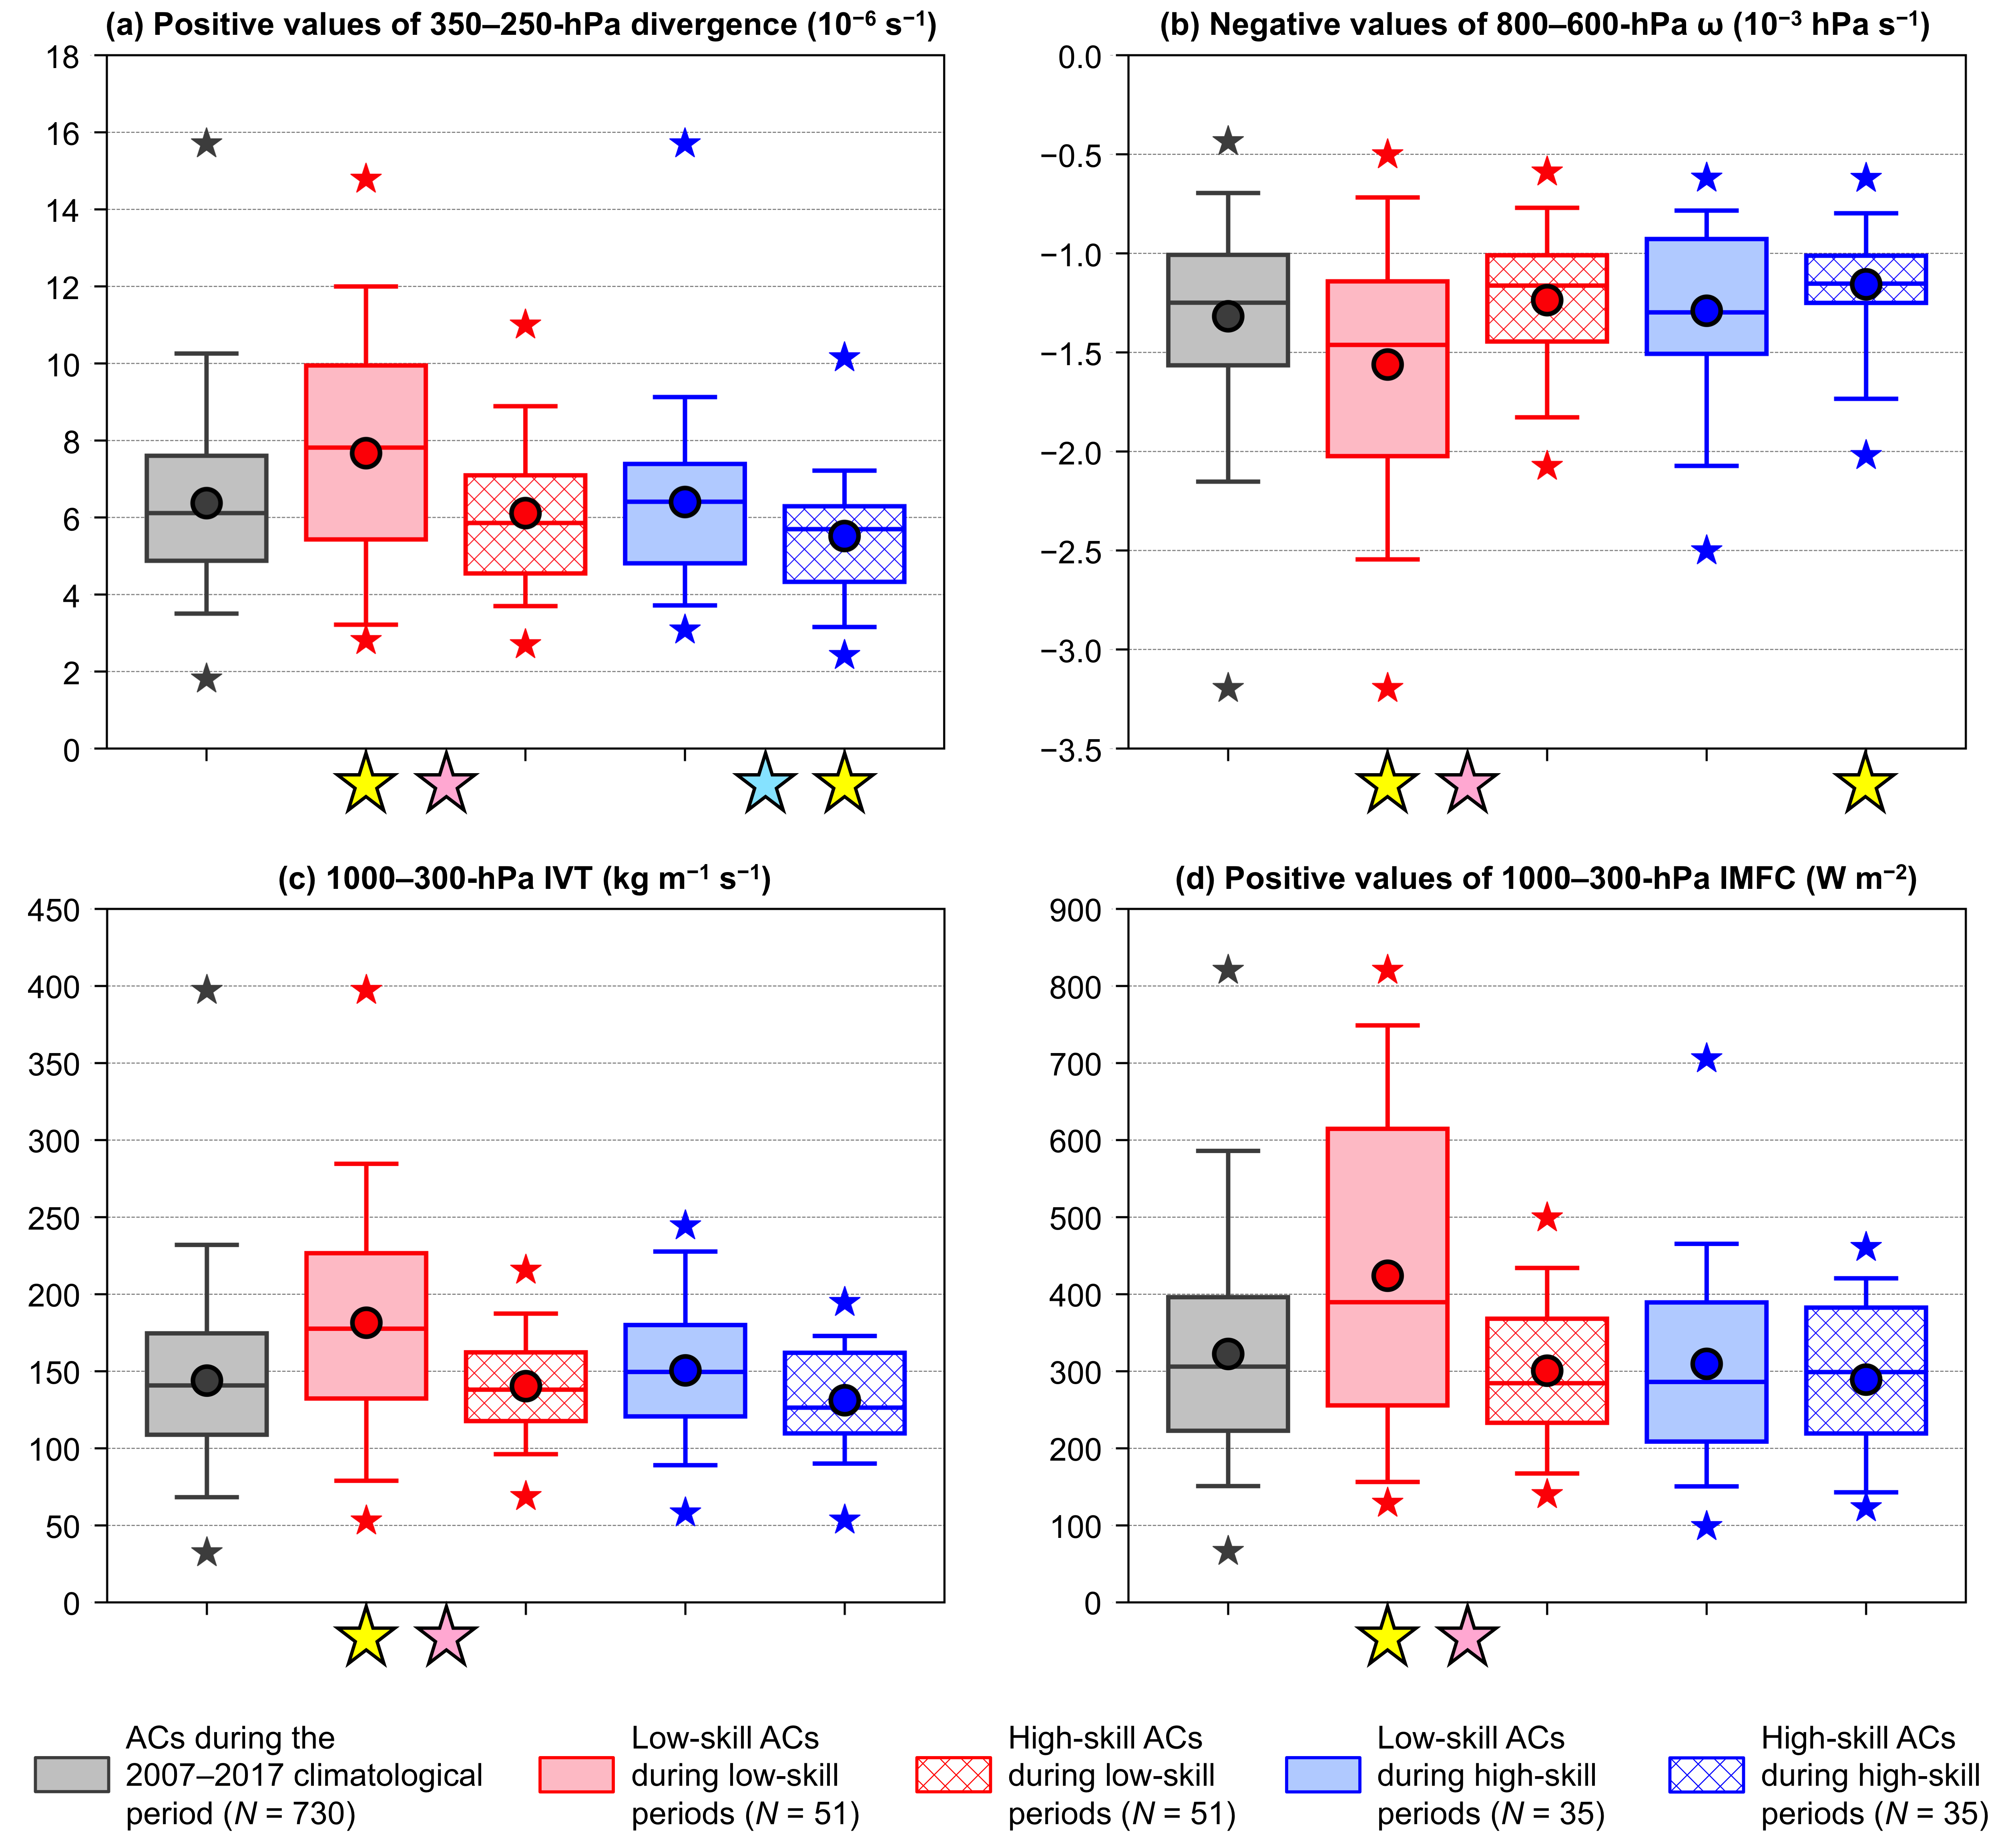 (a) Positive values of 350–250-hPa divergence (10⁻⁶ s⁻¹)
18
16
14
12
10
8
6
4
2
0
(b) Negative values of 800–600-hPa ω (10⁻³ hPa s⁻¹)
0.0
−0.5
−1.0
−1.5
−2.0
−2.5
−3.0
−3.5
(c) 1000–300-hPa IVT (kg m⁻¹ s⁻¹)
450
400
350
300
250
200
150
100
50
0
(d) Positive values of 1000–300-hPa IMFC (W m⁻²)
900
800
700
600
500
400
300
200
100
0
ACs during the
2007–2017 climatological
period (N = 730)
Low-skill ACs
during low-skill
periods (N = 51)
High-skill ACs
during low-skill
periods (N = 51)
Low-skill ACs
during high-skill
periods (N = 35)
High-skill ACs
during high-skill
periods (N = 35)